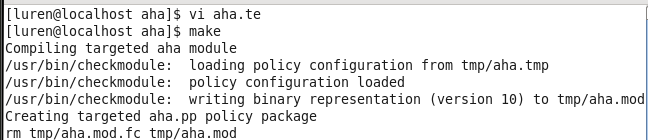 [luren@localhost aha]$ vi aha.te
[luren@localhost aha]$ make
Compiling targeted aha module
/usr/bin/checkmodule:  loading policy configuration from tmp/aha.tmp
/usr/bin/checkmodule:  policy configuration loaded
/usr/bin/checkmodule:  writing binary representation (version 10) to tmp/aha.mod
Creating targeted aha.pp policy package
rm tmp/aha.mod.fc tmp/aha.mod